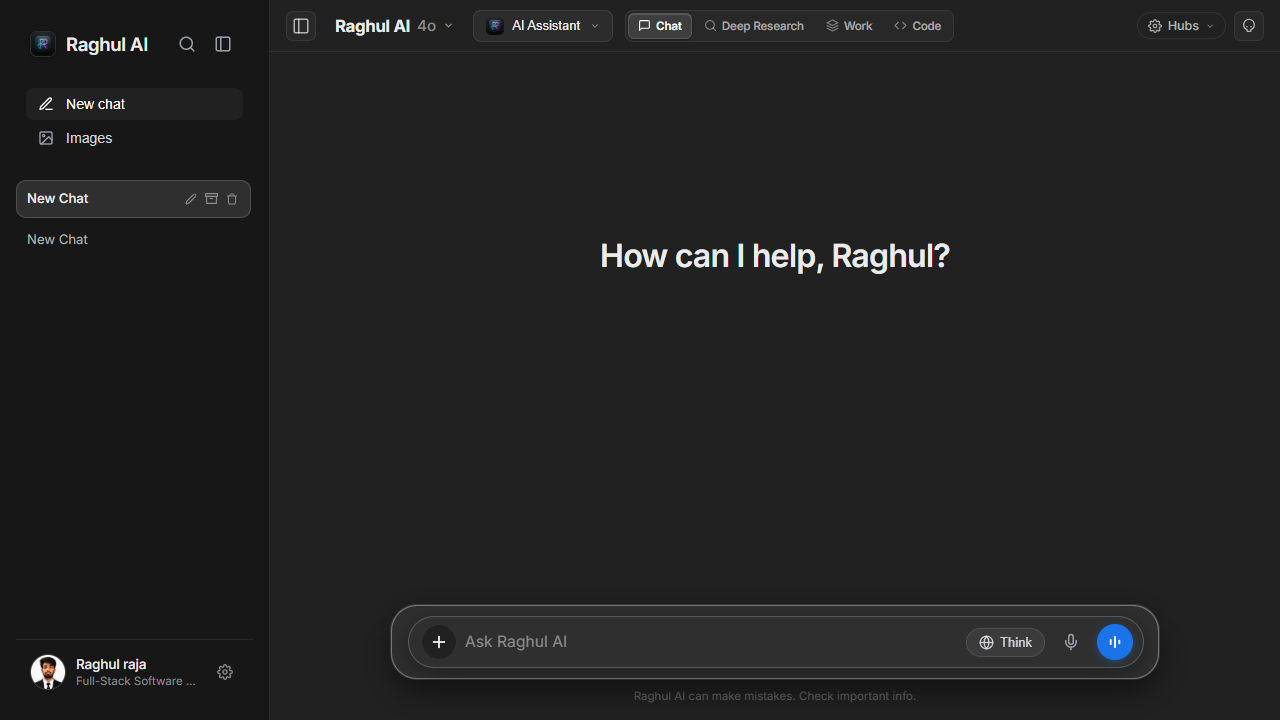 Raghul AI
New chat
Images
New Chat
New Chat
Raghul raja
Full-Stack Software ...
Raghul AI 4o
AI Assistant
Chat
Deep Research
Work
Code
Hubs
How can I help, Raghul?
Ask Raghul AI
Think
Raghul AI can make mistakes. Check important info.